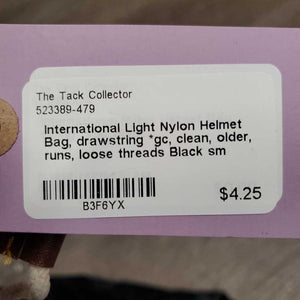 The Tack Collector
523389-479
International Light Nylon Helmet
Bag, drawstring *gc, clean, older,
runs, loose threads Black sm
B3F6YX
$4.25